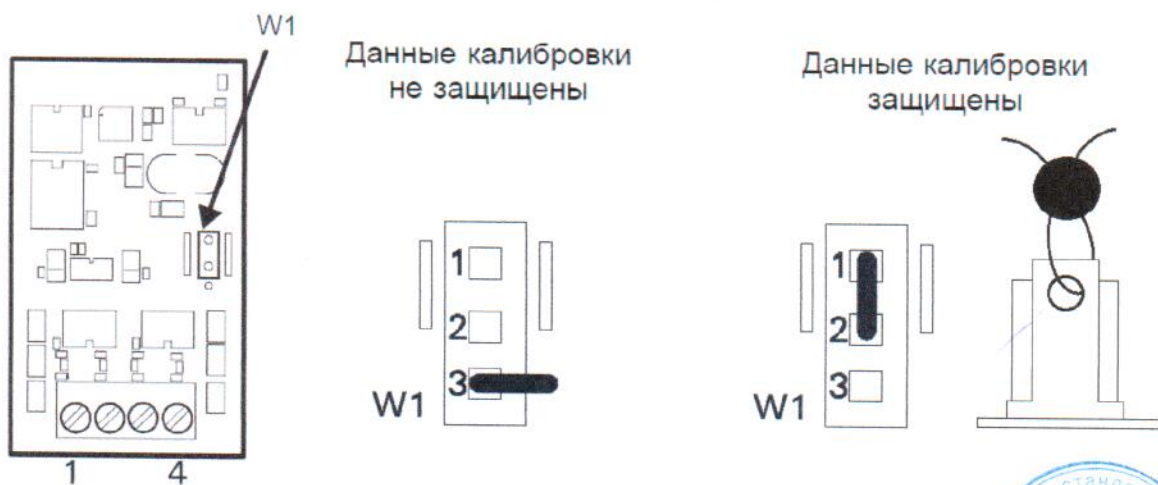 W1
Данные калибровки
не защищены
Данные калибровки
защищены
1
2
3
W1
1
2
3
W1
1 4